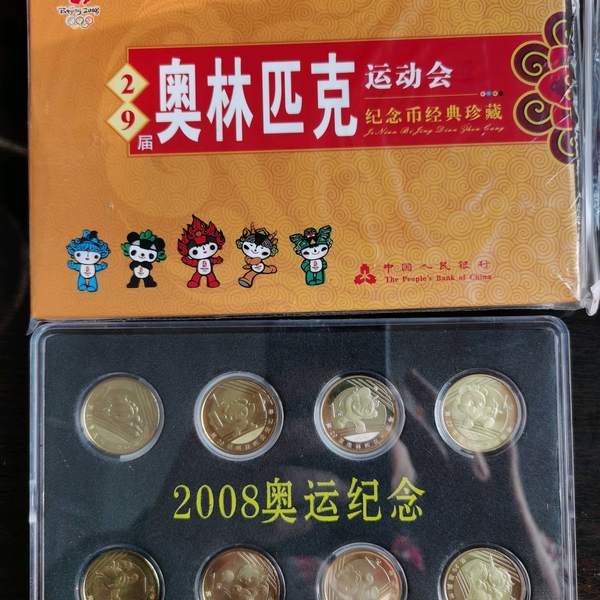 Beijing 2008
29届
奥林匹克
运动会
纪念币经典珍藏
Ji Nian Bi Jing Dian Zhen Cang
中国人民银行
The People's Bank of China
2008奥运纪念